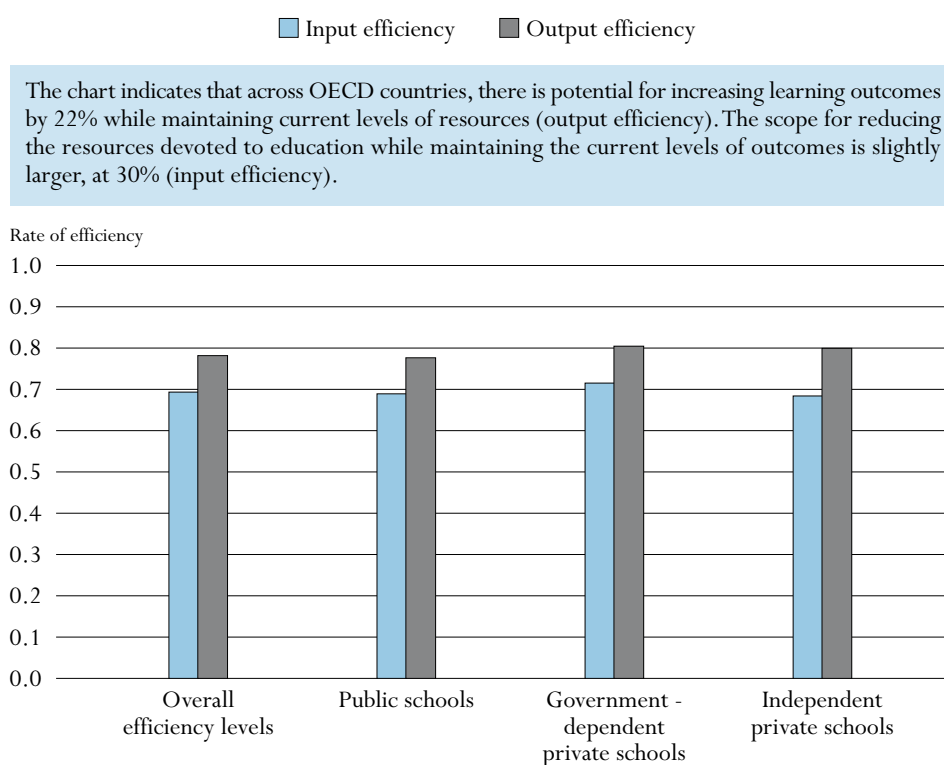 Input efficiency Output efficiency
The chart indicates that across OECD countries, there is potential for increasing learning outcomes
by 22% while maintaining current levels of resources (output efficiency). The scope for reducing
the resources devoted to education while maintaining the current levels of outcomes is slightly
larger, at 30% (input efficiency).
Rate of efficiency
1.0
0.9
0.8
0.7
0.6
0.5
0.4
0.3
0.2
0.1
0.0
Overall
efficiency levels
Public schools
Government -
dependent
private schools
Independent
private schools